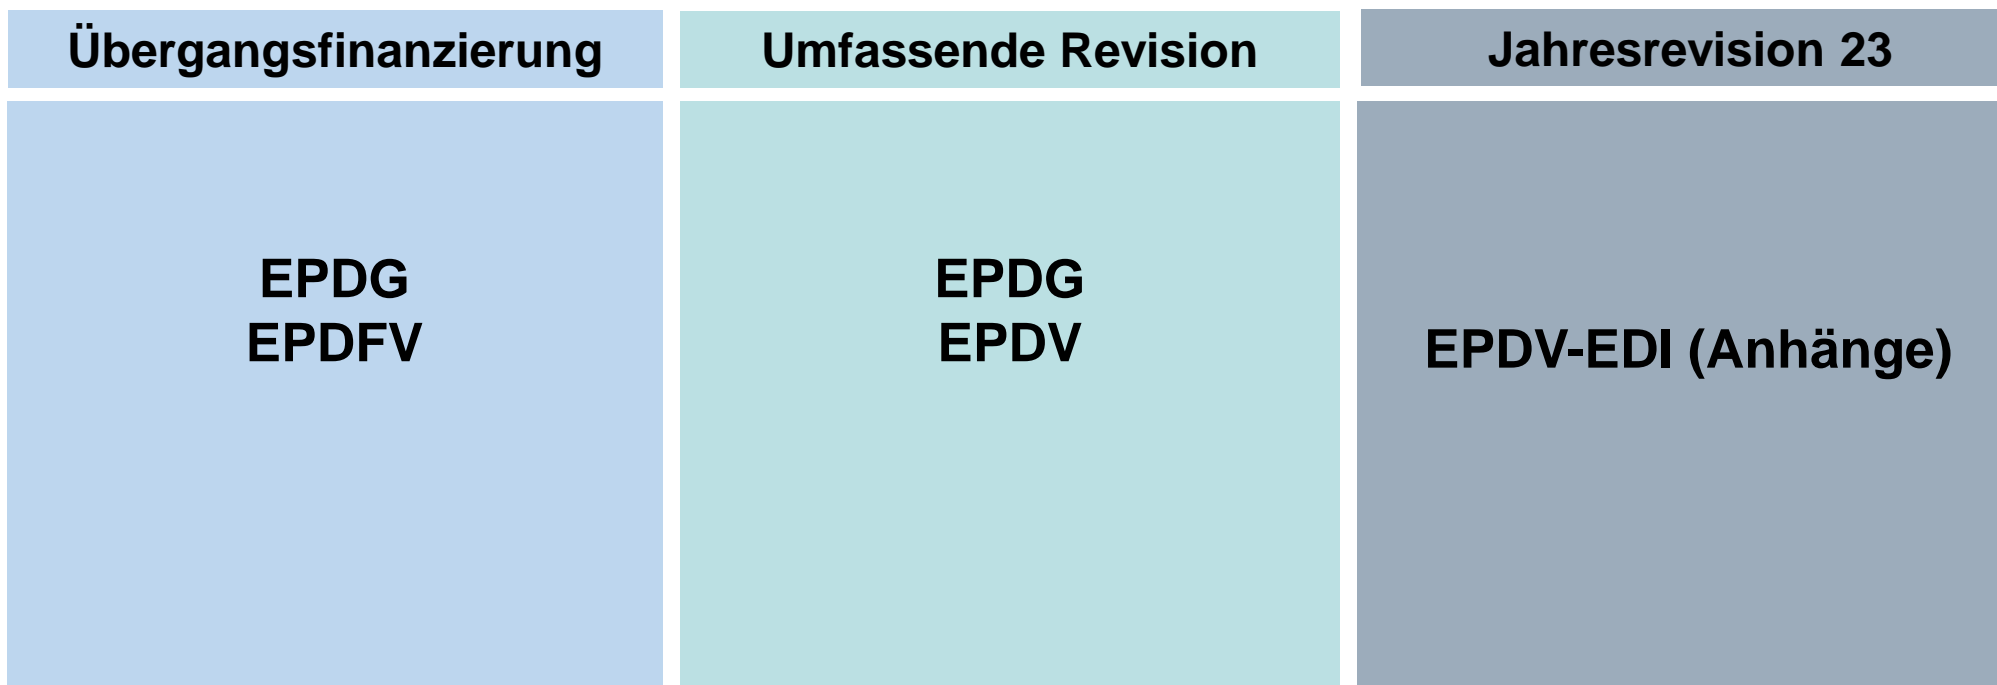 Übergangsfinanzierung
Umfassende Revision
Jahresrevision 23
EPDG
EPDFV
EPDG
EPDV
EPDV-EDI (Anhänge)